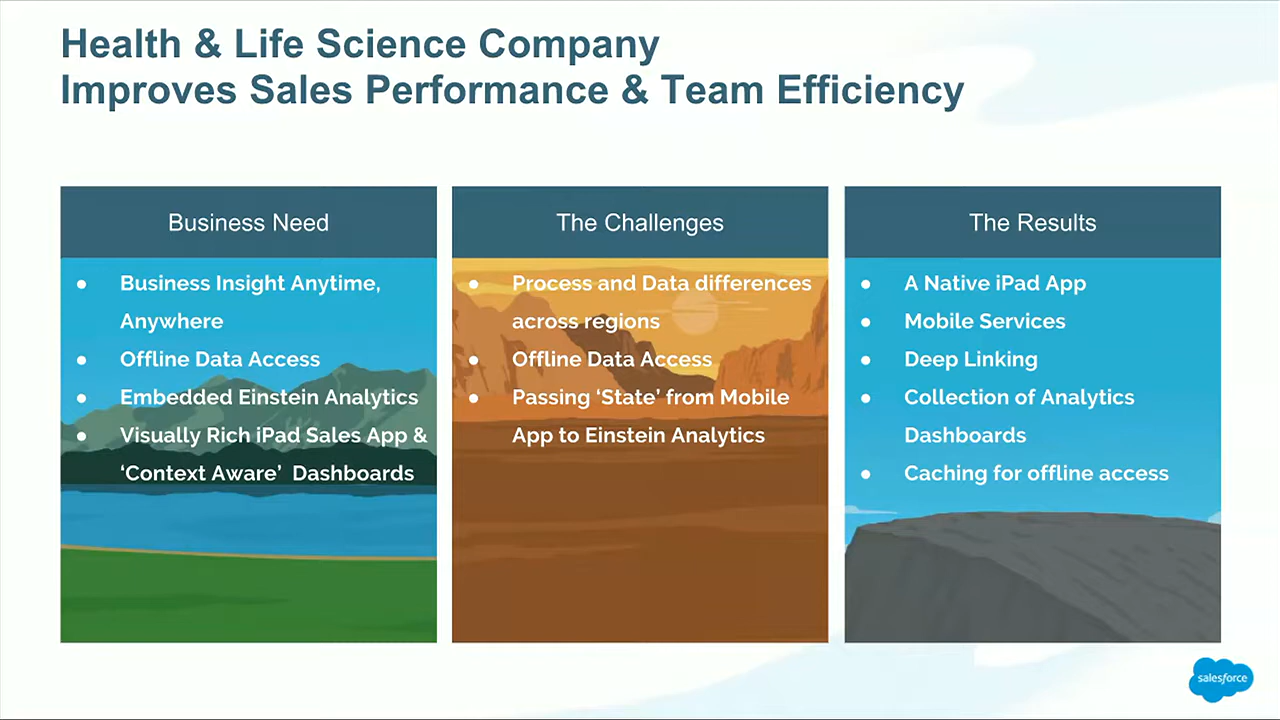 Health & Life Science Company
Improves Sales Performance & Team Efficiency
Business Need
● Business Insight Anytime,
Anywhere
● Offline Data Access
● Embedded Einstein Analytics
● Visually Rich iPad Sales App &
‘Context Aware’ Dashboards
The Challenges
● Process and Data differences
across regions
● Offline Data Access
● Passing ‘State’ from Mobile
App to Einstein Analytics
The Results
● A Native iPad App
● Mobile Services
● Deep Linking
● Collection of Analytics
Dashboards
● Caching for offline access
salesforce